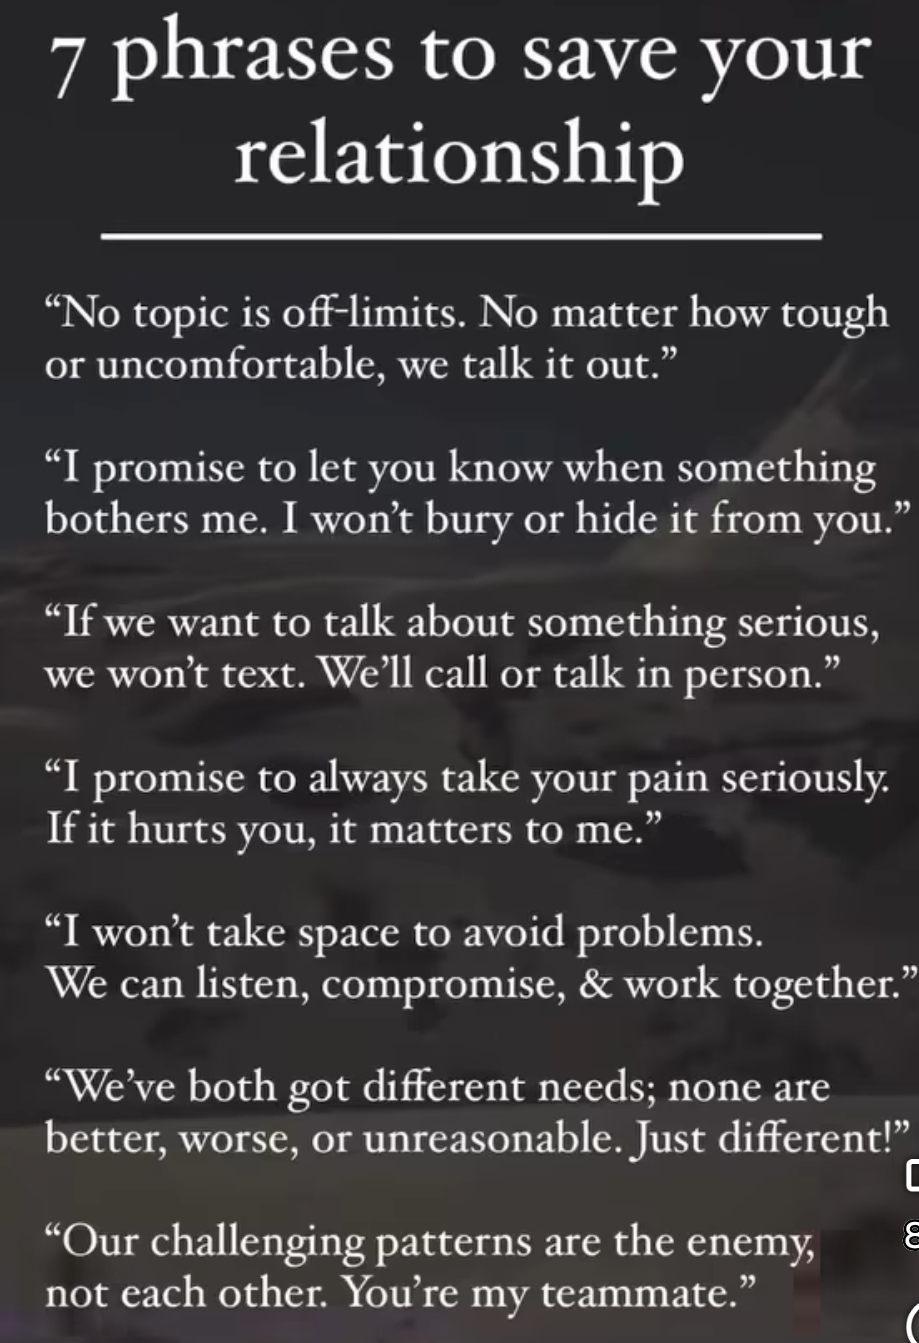 7 phrases to save your
relationship
“No topic is off-limits. No matter how tough
or uncomfortable, we talk it out.”
“I promise to let you know when something
bothers me. I won’t bury or hide it from you.”
“If we want to talk about something serious,
we won’t text. We’ll call or talk in person.”
“I promise to always take your pain seriously.
If it hurts you, it matters to me.”
“I won’t take space to avoid problems.
We can listen, compromise, & work together.”
“We’ve both got different needs; none are
better, worse, or unreasonable. Just different!”
“Our challenging patterns are the enemy,
not each other. You’re my teammate.”